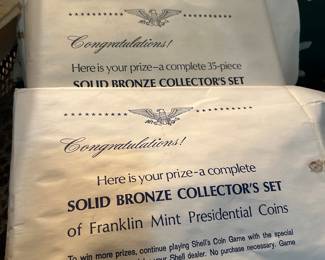 Congratulations!
Here is your prize-a complete 35-piece
SOLID BRONZE COLLECTOR'S SET
Congratulations!
Here is your prize-a complete
SOLID BRONZE COLLECTOR'S SET
of Franklin Mint Presidential Coins
To win more prizes, continue playing Shell's Coin Game with the special
your Shell dealer. No purchase necessary. Game